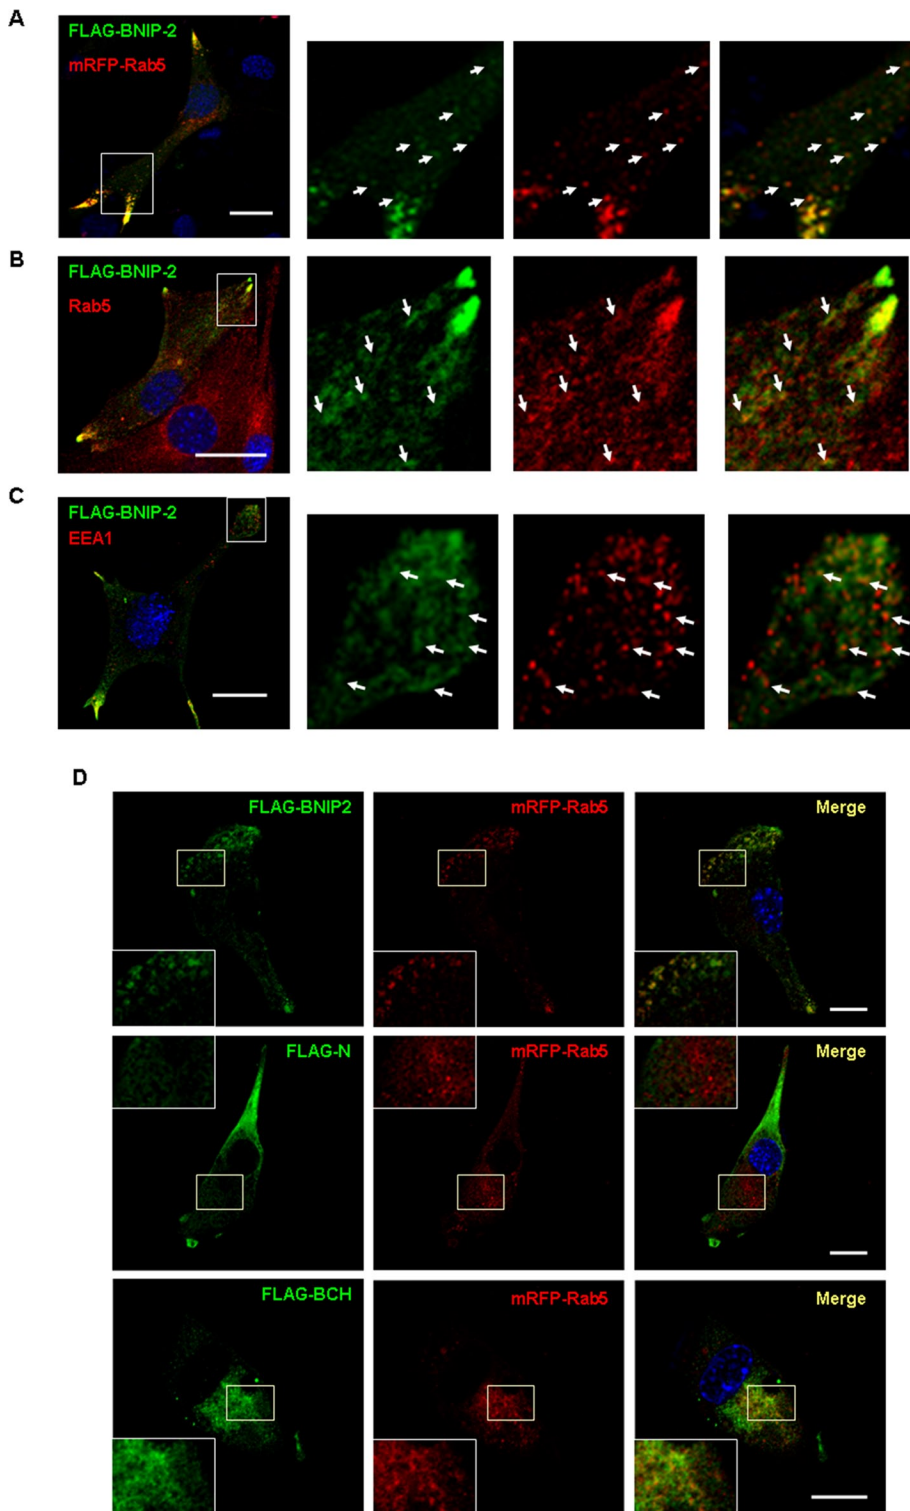 A
FLAG-BNIP-2
mRFP-Rab5
B
FLAG-BNIP-2
Rab5
C
FLAG-BNIP-2
EEA1
D
FLAG-BNIP2
mRFP-Rab5
Merge
FLAG-N
mRFP-Rab5
Merge
FLAG-BCH
mRFP-Rab5
Merge